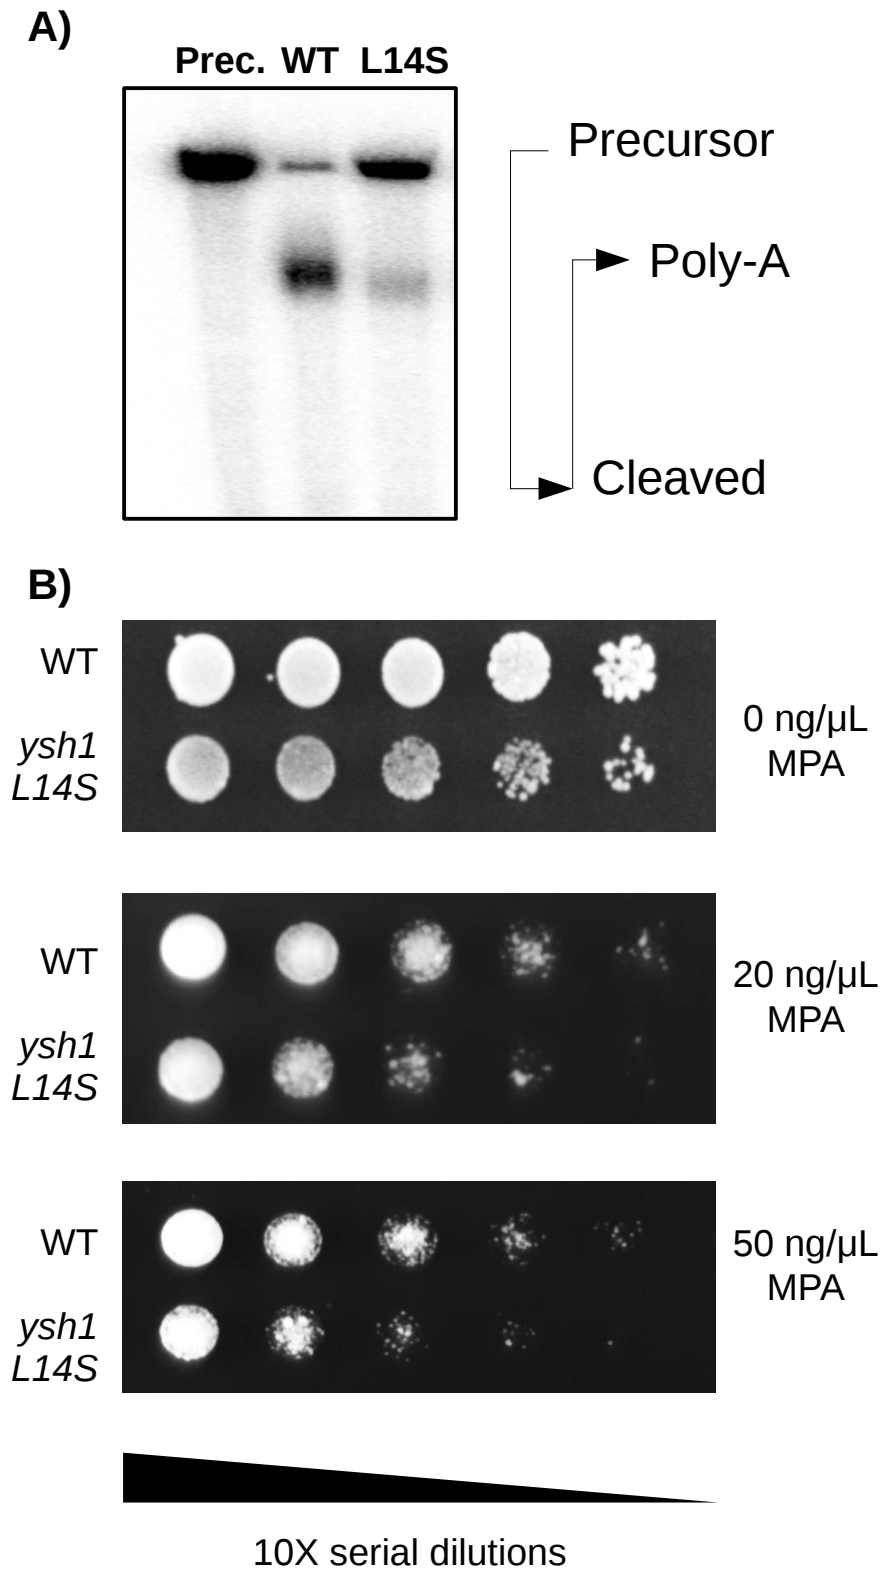 A)
Prec. WT L14S
Precursor
Poly-A
Cleaved
B)
WT
ysh1
L14S
0 ng/µL
MPA
WT
ysh1
L14S
20 ng/µL
MPA
WT
ysh1
L14S
50 ng/µL
MPA
10X serial dilutions